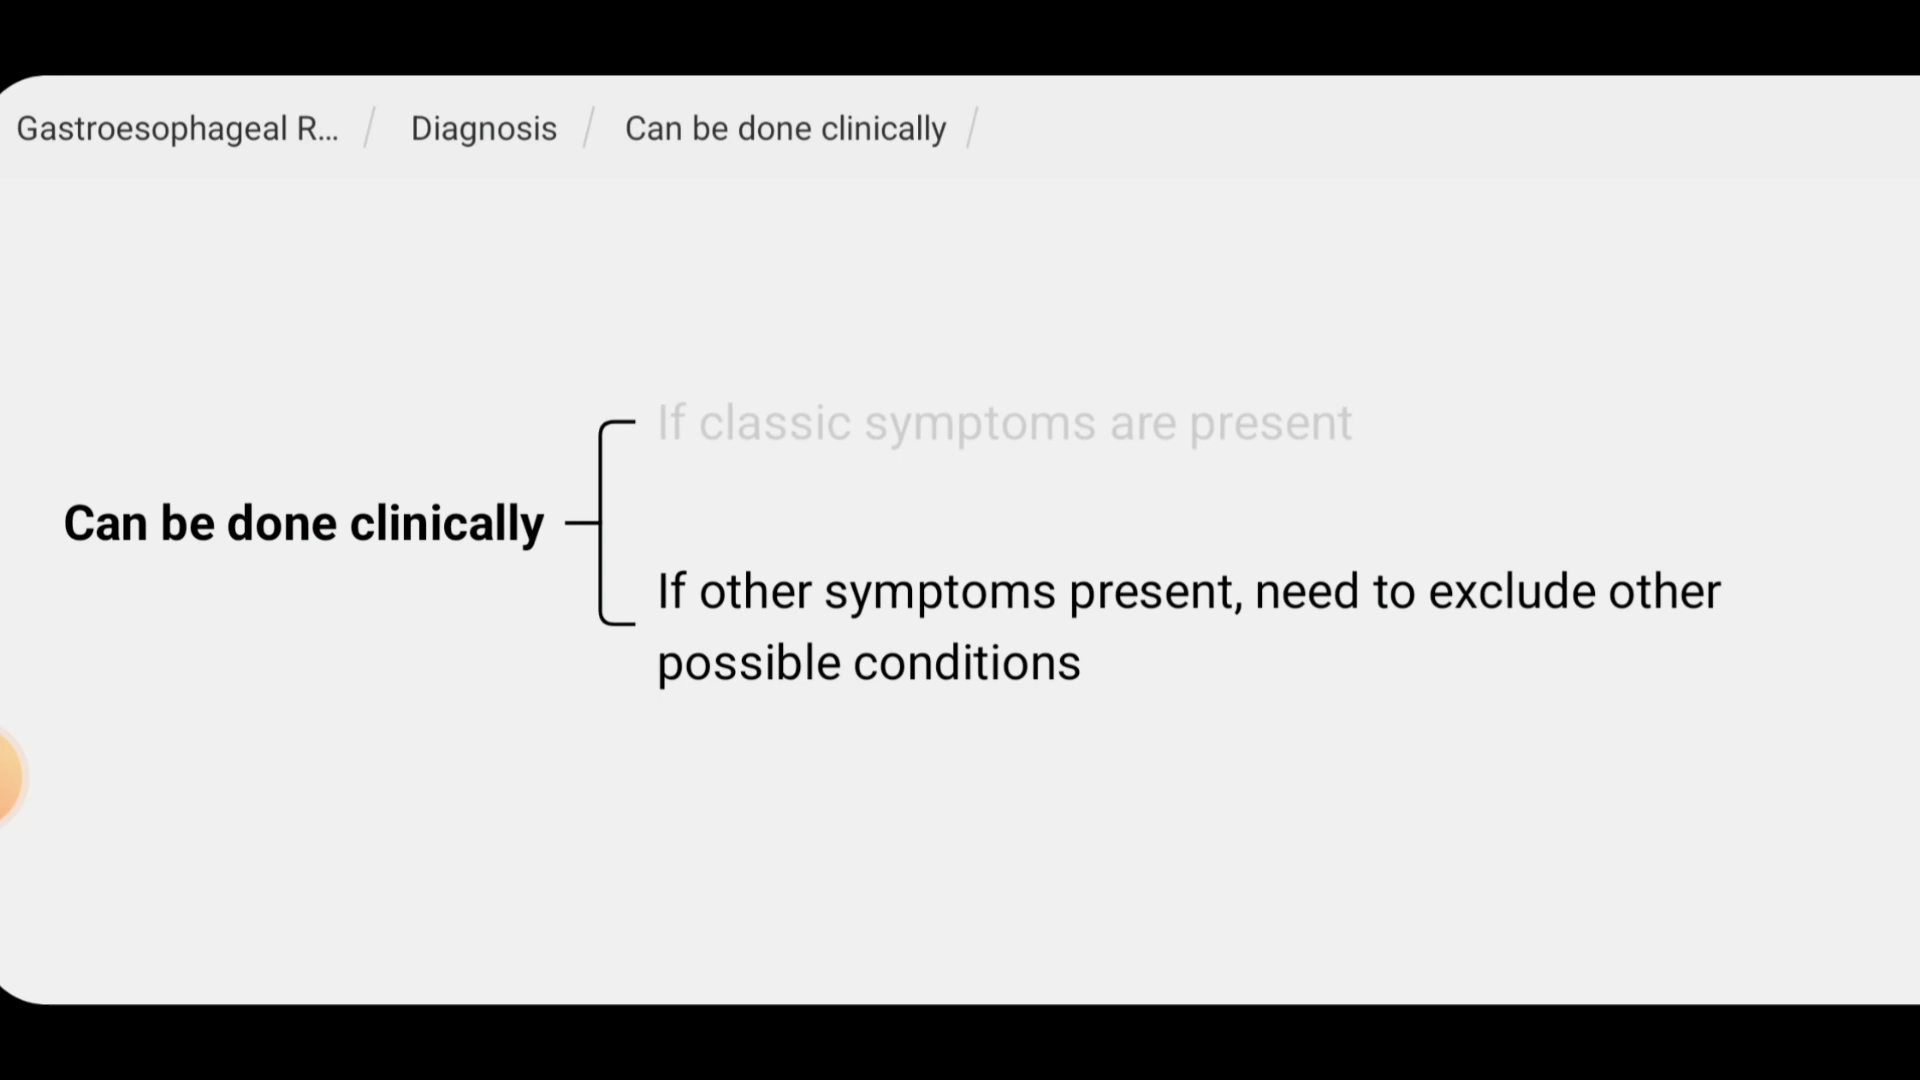 Gastroesophageal R... / Diagnosis / Can be done clinically /
If classic symptoms are present
Can be done clinically
If other symptoms present, need to exclude other
possible conditions